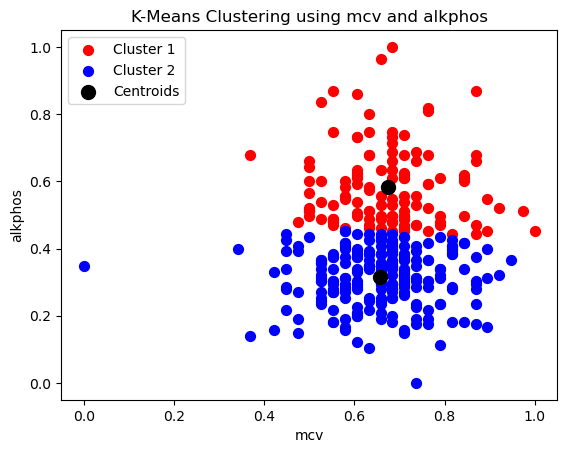 K-Means Clustering using mcv and alkphos
Cluster 1
Cluster 2
Centroids
1.0
0.8
0.6
0.4
0.2
0.0
alkphos
0.0 0.2 0.4 0.6 0.8 1.0
mcv